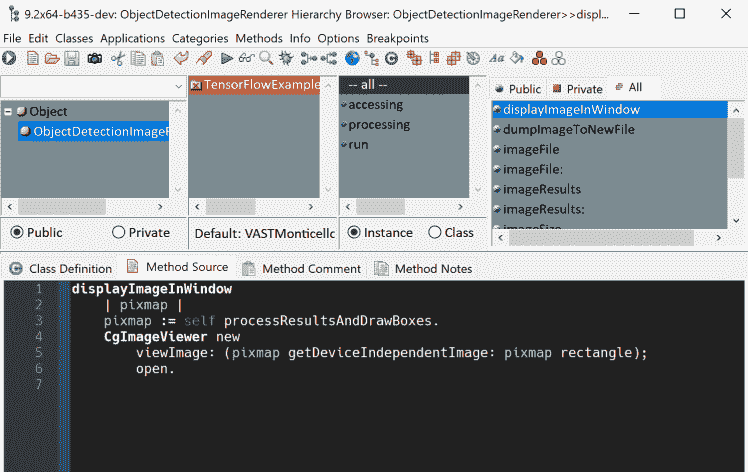 9.2x64-b435-dev: ObjectDetectionImageRenderer Hierarchy Browser: ObjectDetectionImageRenderer>>displ...
File Edit Classes Applications Categories Methods Info Options Breakpoints
Public Private All
Object
ObjectDetectionImageR
TensorFlowExample
-- all --
accessing
processing
run
displayImageInWindow
dumpImageToNewFile
imageFile
imageFile:
imageResults
imageResults:
imageSize
Public Private
Default: VASTMonticello
Instance Class
Class Definition Method Source Method Comment Method Notes
1 displayImageInWindow
2 | pixmap |
3 pixmap := self processResultsAndDrawBoxes.
4 CgImageViewer new
5 viewImage: (pixmap getDeviceIndependentImage: pixmap rectangle);
6 open.
7